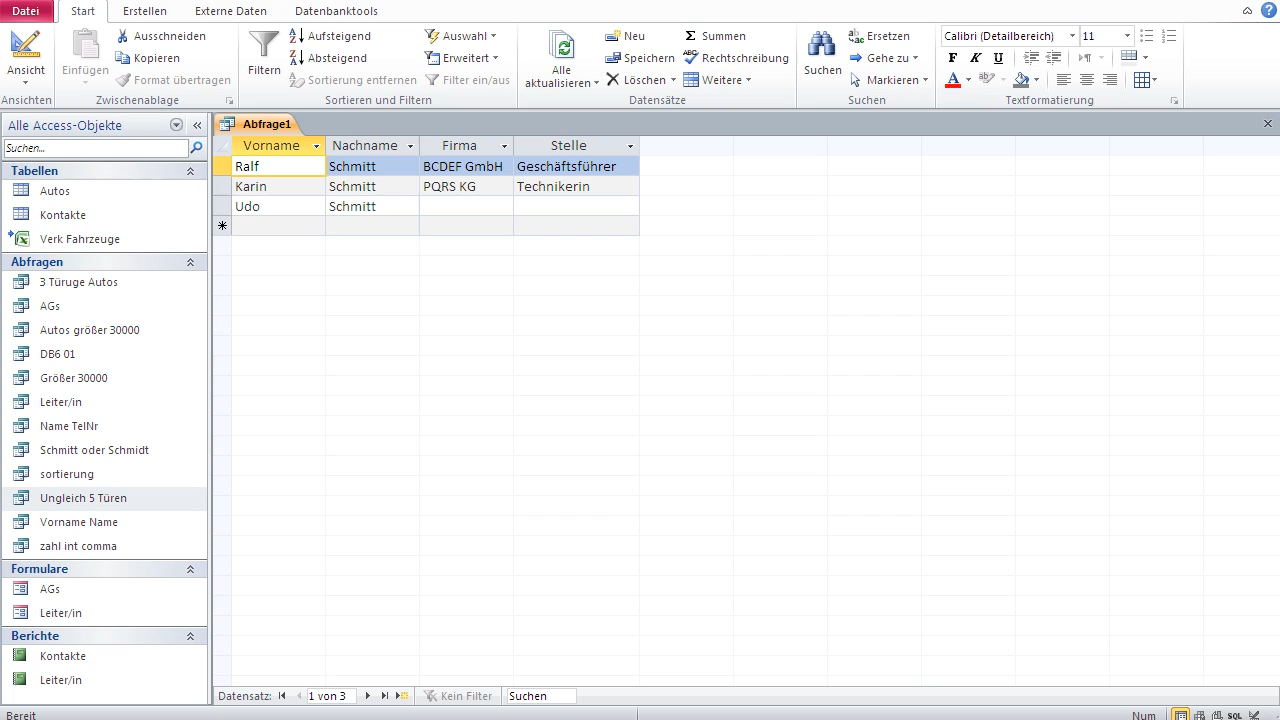 Datei Start Erstellen Externe Daten Datenbanktools
Ansicht
Ansichten
Einfügen
Ausschneiden
Kopieren
Format übertragen
Zwischenablage
Filtern
Aufsteigend
Absteigend
Sortierung entfernen
Auswahl
Erweitert
Filter ein/aus
Sortieren und Filtern
Alle
aktualisieren
Neu
Speichern
Löschen
Summen
Rechtschreibung
Weitere
Datensätze
Suchen
Ersetzen
Gehe zu
Markieren
Suchen
Calibri (Detailbereich) 11
F K U
A
Textformatierung
Alle Access-Objekte
Suchen...
Tabellen
Autos
Kontakte
Verk Fahrzeuge
Abfragen
3 Türuge Autos
AGs
Autos größer 30000
DB6 01
Größer 30000
Leiter/in
Name TelNr
Schmitt oder Schmidt
sortierung
Ungleich 5 Türen
Vorname Name
zahl int comma
Formulare
AGs
Leiter/in
Berichte
Kontakte
Leiter/in
Abfrage1
Vorname Nachname Firma Stelle
Ralf Schmitt BCDEF GmbH Geschäftsführer
Karin Schmitt PQRS KG Technikerin
Udo Schmitt
Datensatz: 1 von 3 Kein Filter Suchen
Bereit Num SQL